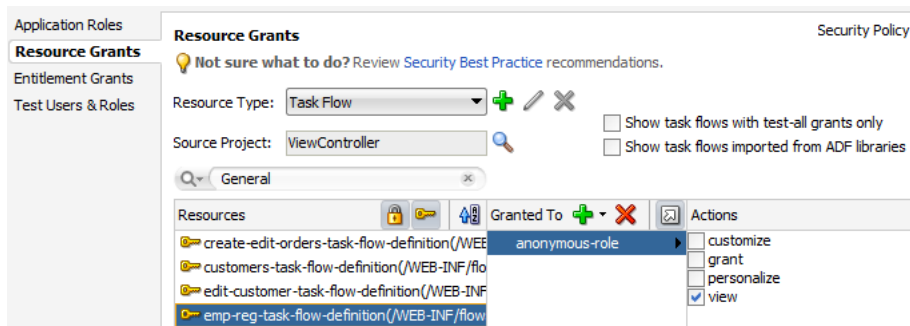 Application Roles
Resource Grants
Entitlement Grants
Test Users & Roles
Resource Grants
Security Policy
Not sure what to do? Review Security Best Practice recommendations.
Resource Type: Task Flow
Show task flows with test-all grants only
Source Project: ViewController
Show task flows imported from ADF libraries
General
Resources
Granted To
Actions
create-edit-orders-task-flow-definition(/WEE
customers-task-flow-definition(/WEB-INF/flo
edit-customer-task-flow-definition(/WEB-INF
emp-reg-task-flow-definition(/WEB-INF/flow
anonymous-role
customize
grant
personalize
view